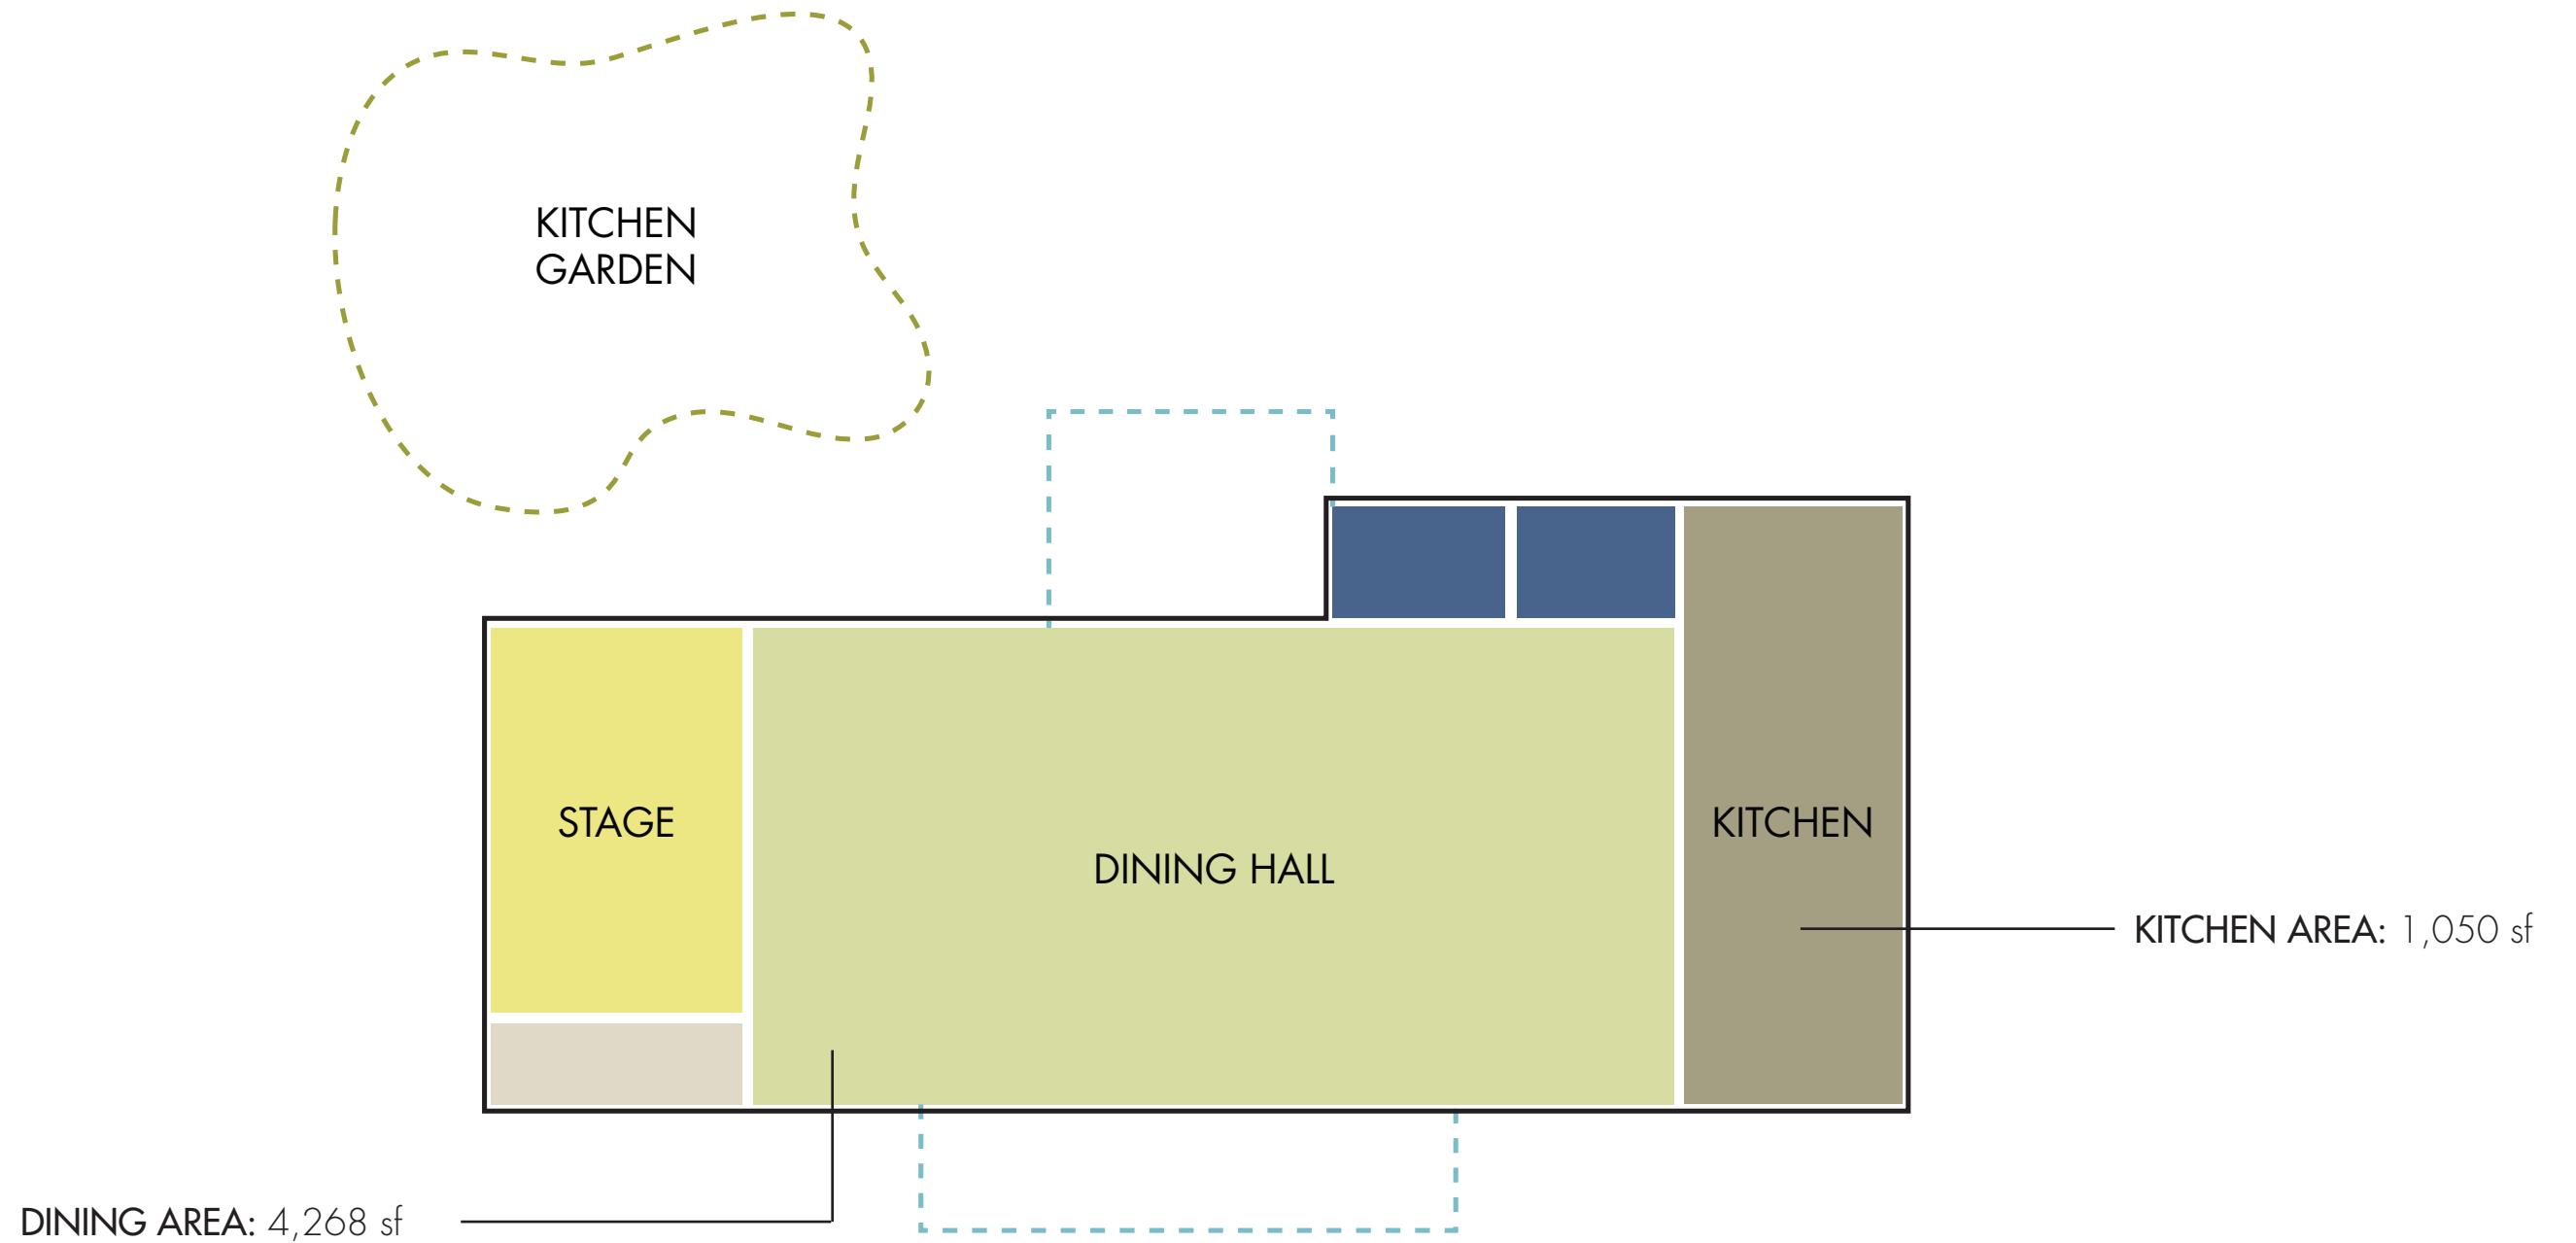 KITCHEN
GARDEN
STAGE
KITCHEN
DINING HALL
KITCHEN AREA: 1,050 sf
DINING AREA: 4,268 sf